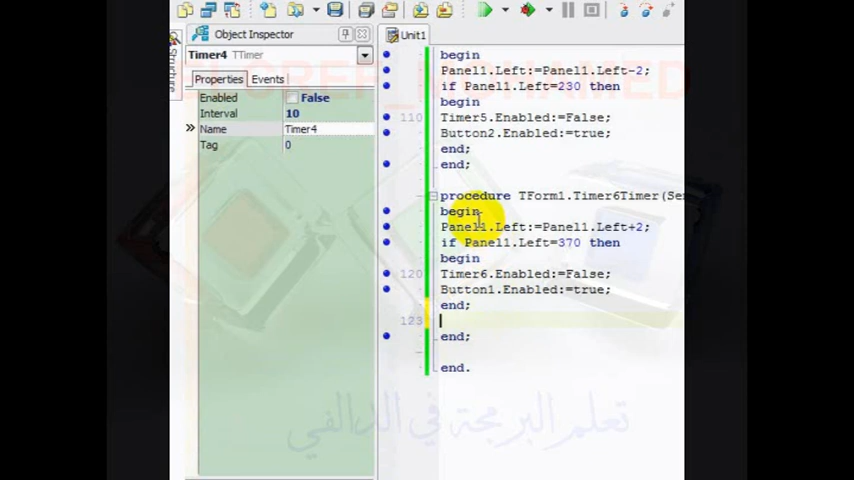 Object Inspector
Timer4 TTimer
Properties
Events
Enabled False
Interval 10
Name Timer4
Tag 0
Structure
Unit1
begin
Panel1.Left:=Panel1.Left-2;
if Panel1.Left=230 then
begin
110 Timer5.Enabled:=False;
Button2.Enabled:=true;
end;
end;
procedure TForm1.Timer6Timer(Se
begin
Panel1.Left:=Panel1.Left+2;
if Panel1.Left=370 then
begin
120 Timer6.Enabled:=False;
Button1.Enabled:=true;
end;
123
end;
end.
تعلم البرمجة في الدالفي